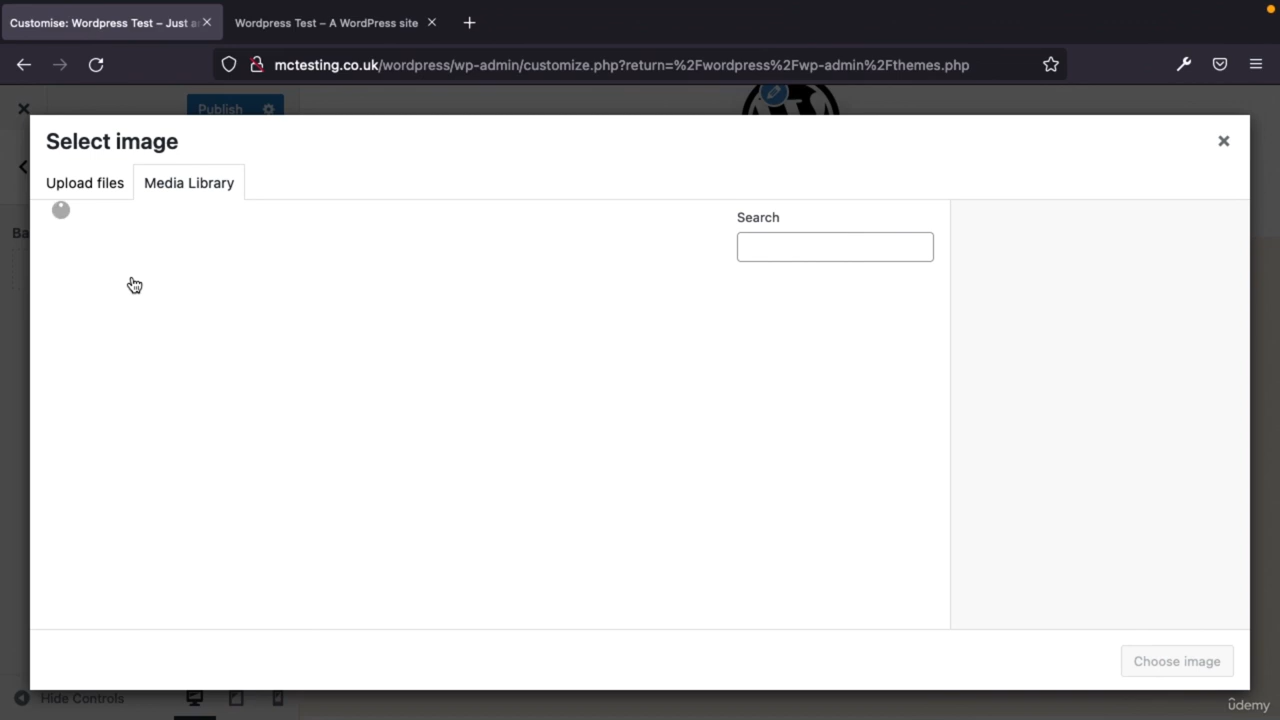 Customise: Wordpress Test – Just a
Wordpress Test – A WordPress site
mctesting.co.uk/wordpress/wp-admin/customize.php?return=%2Fwordpress%2Fwp-admin%2Fthemes.php
Publish
Select image
Upload files
Media Library
Ba
Search
Choose image
Hide Controls
ûdemy